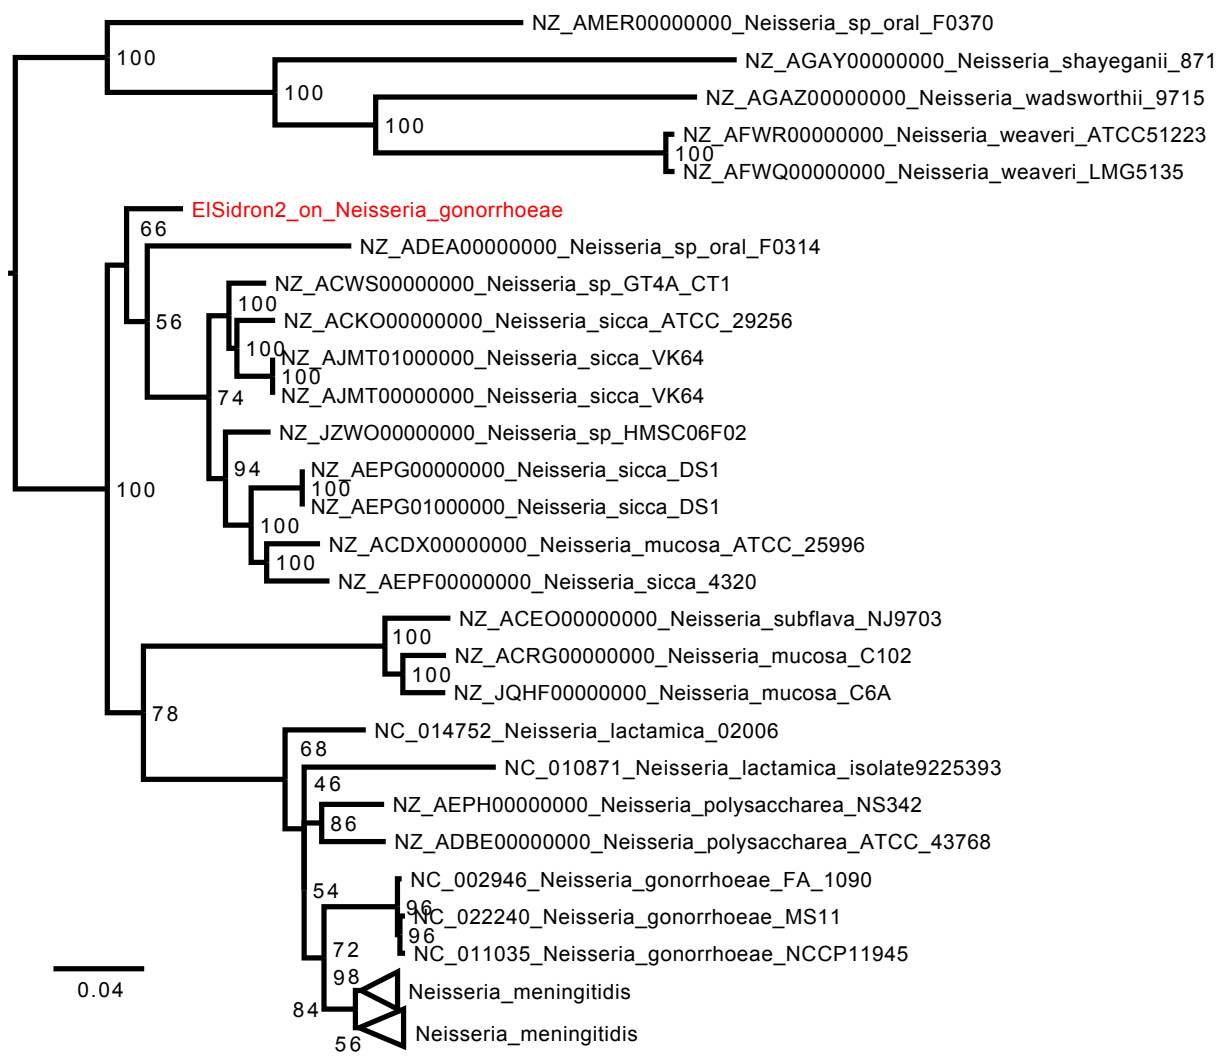 NZ_AMER00000000_Neisseria_sp_oral_F0370
100
NZ_AGAY00000000_Neisseria_shayeganii_871
100
NZ_AGAZ00000000_Neisseria_wadsworthii_9715
100
NZ_AFWR00000000_Neisseria_weaveri_ATCC51223
100
NZ_AFWQ00000000_Neisseria_weaveri_LMG5135
ElSidron2_on_Neisseria_gonorrhoeae
66
NZ_ADEA00000000_Neisseria_sp_oral_F0314
NZ_ACWS00000000_Neisseria_sp_GT4A_CT1
100
56
NZ_ACKO00000000_Neisseria_sicca_ATCC_29256
100
NZ_AJMT01000000_Neisseria_sicca_VK64
100
74
NZ_AJMT00000000_Neisseria_sicca_VK64
NZ_JZWO00000000_Neisseria_sp_HMSC06F02
94
NZ_AEPG00000000_Neisseria_sicca_DS1
100
100
NZ_AEPG01000000_Neisseria_sicca_DS1
100
NZ_ACDX00000000_Neisseria_mucosa_ATCC_25996
100
NZ_AEPF00000000_Neisseria_sicca_4320
NZ_ACEO00000000_Neisseria_subflava_NJ9703
100
NZ_ACRG00000000_Neisseria_mucosa_C102
100
NZ_JQHF00000000_Neisseria_mucosa_C6A
78
NC_014752_Neisseria_lactamica_02006
68
NC_010871_Neisseria_lactamica_isolate9225393
46
NZ_AEPH00000000_Neisseria_polysaccharea_NS342
86
NZ_ADBE00000000_Neisseria_polysaccharea_ATCC_43768
NC_002946_Neisseria_gonorrhoeae_FA_1090
54
96
NC_022240_Neisseria_gonorrhoeae_MS11
96
72
NC_011035_Neisseria_gonorrhoeae_NCCP11945
98
Neisseria_meningitidis
84
Neisseria_meningitidis
56
0.04